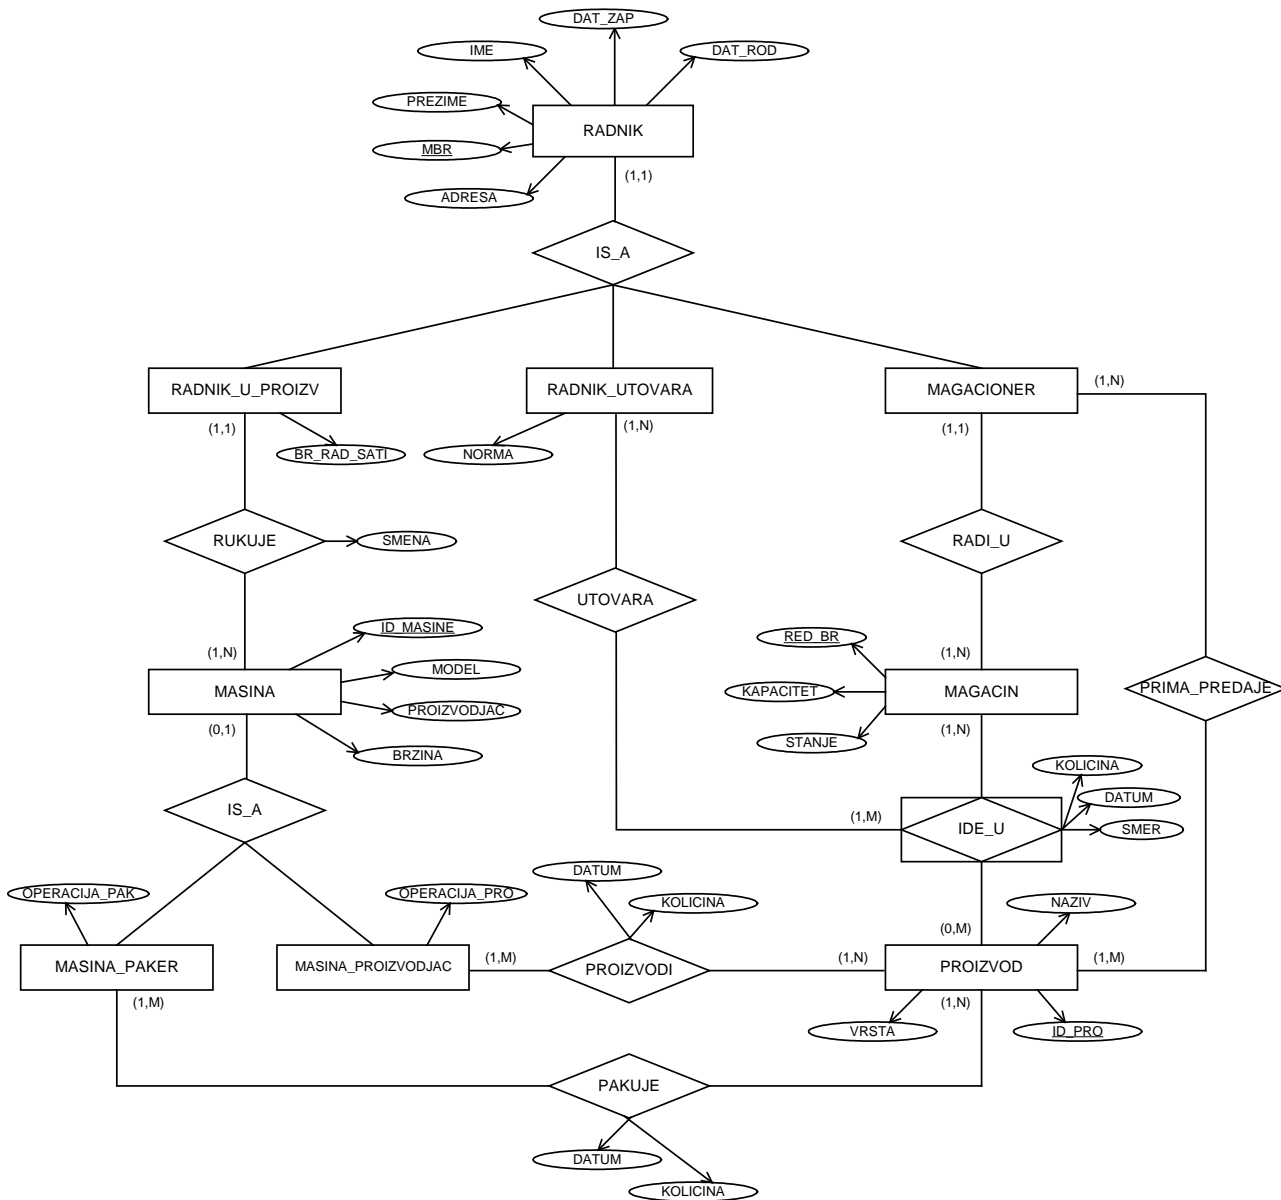 DAT_ZAP
IME
DAT_ROD
PREZIME
RADNIK
MBR
(1,1)
ADRESA
IS_A
RADNIK_U_PROIZV
RADNIK_UTOVARA
MAGACIONER
(1,N)
(1,1)
(1,N)
(1,1)
BR_RAD_SATI
NORMA
RUKUJE
SMENA
RADI_U
UTOVARA
ID_MASINE
RED_BR
(1,N)
MODEL
(1,N)
MASINA
KAPACITET
MAGACIN
PRIMA_PREDAJE
PROIZVODJAC
(0,1)
(1,N)
STANJE
BRZINA
KOLICINA
DATUM
IS_A
(1,M)
IDE_U
SMER
DATUM
OPERACIJA_PAK
OPERACIJA_PRO
KOLICINA
NAZIV
(0,M)
MASINA_PAKER
MASINA_PROIZVODJAC
(1,M)
PROIZVODI
(1,N)
PROIZVOD
(1,M)
(1,M)
(1,N)
VRSTA
ID_PRO
PAKUJE
DATUM
KOLICINA